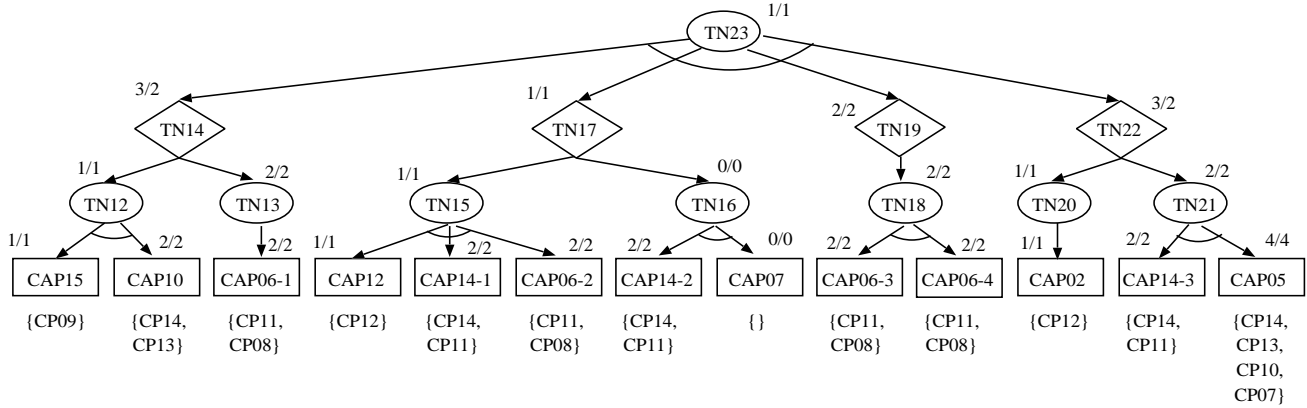 1/1
TN23
3/2
1/1
2/2
3/2
TN14
TN17
TN19
TN22
1/1
2/2
1/1
0/0
2/2
1/1
2/2
TN12
TN13
TN15
TN16
TN18
TN20
TN21
1/1
2/2
2/2
1/1
2/2
2/2
2/2
0/0
2/2
2/2
1/1
2/2
4/4
CAP15
CAP10
CAP06-1
CAP12
CAP14-1
CAP06-2
CAP14-2
CAP07
CAP06-3
CAP06-4
CAP02
CAP14-3
CAP05
{CP09}
{CP14,
CP13}
{CP11,
CP08}
{CP12}
{CP14,
CP11}
{CP11,
CP08}
{CP14,
CP11}
{}
{CP11,
CP08}
{CP11,
CP08}
{CP12}
{CP14,
CP11}
{CP14,
CP13,
CP10,
CP07}